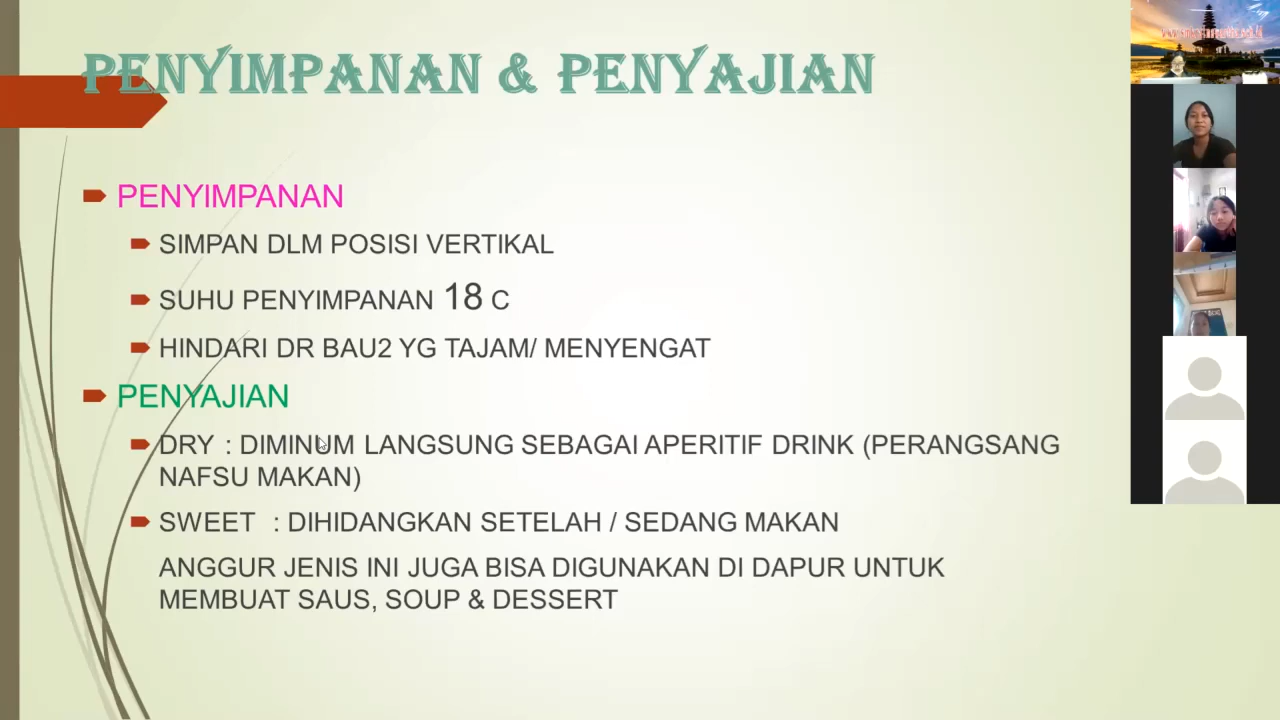 PENYIMPANAN & PENYAJIAN
PENYIMPANAN
SIMPAN DLM POSISI VERTIKAL
SUHU PENYIMPANAN 18 C
HINDARI DR BAU2 YG TAJAM/ MENYENGAT
PENYAJIAN
DRY : DIMINUM LANGSUNG SEBAGAI APERITIF DRINK (PERANGSANG
NAFSU MAKAN)
SWEET : DIHIDANGKAN SETELAH / SEDANG MAKAN
ANGGUR JENIS INI JUGA BISA DIGUNAKAN DI DAPUR UNTUK
MEMBUAT SAUS, SOUP & DESSERT